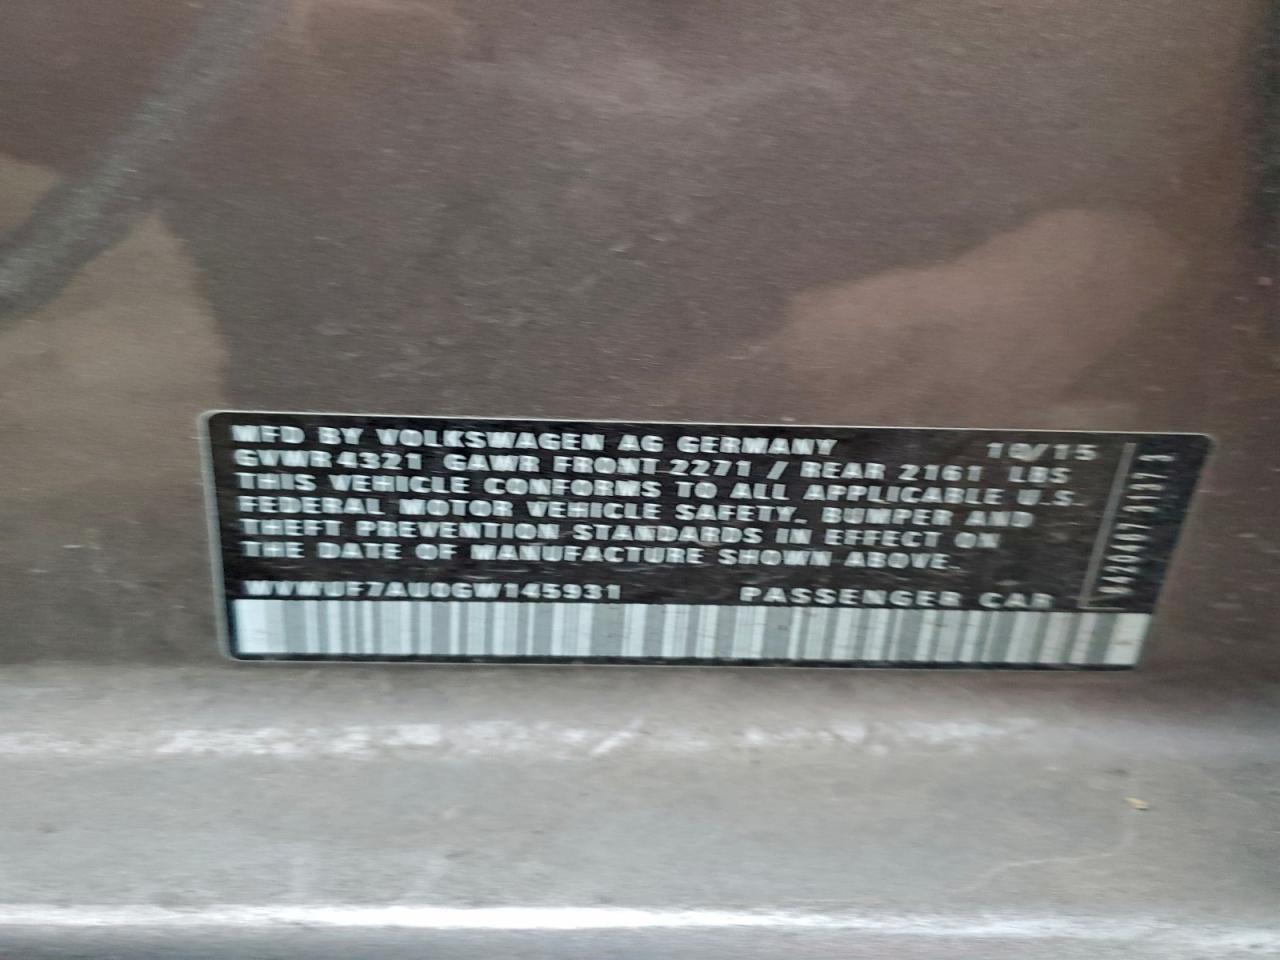 MFD BY VOLKSWAGEN AG GERMANY 10/15
GVWR 4321 GAWR FRONT 2271 / REAR 2161 LBS
THIS VEHICLE CONFORMS TO ALL APPLICABLE U.S.
FEDERAL MOTOR VEHICLE SAFETY, BUMPER AND
THEFT PREVENTION STANDARDS IN EFFECT ON
THE DATE OF MANUFACTURE SHOWN ABOVE.
WVWUF7AU0GW145931 PASSENGER CAR